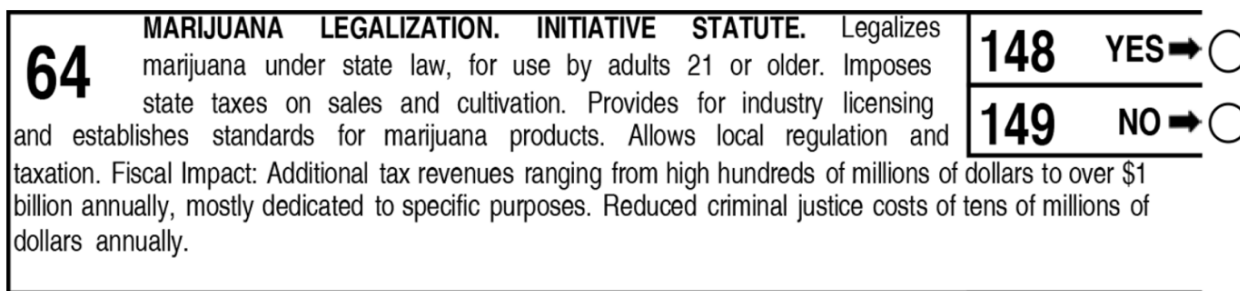 64
MARIJUANA LEGALIZATION. INITIATIVE STATUTE. Legalizes
marijuana under state law, for use by adults 21 or older. Imposes
state taxes on sales and cultivation. Provides for industry licensing
and establishes standards for marijuana products. Allows local regulation and
taxation. Fiscal Impact: Additional tax revenues ranging from high hundreds of millions of dollars to over $1
billion annually, mostly dedicated to specific purposes. Reduced criminal justice costs of tens of millions of
dollars annually.
148 YES➡
149 NO➡